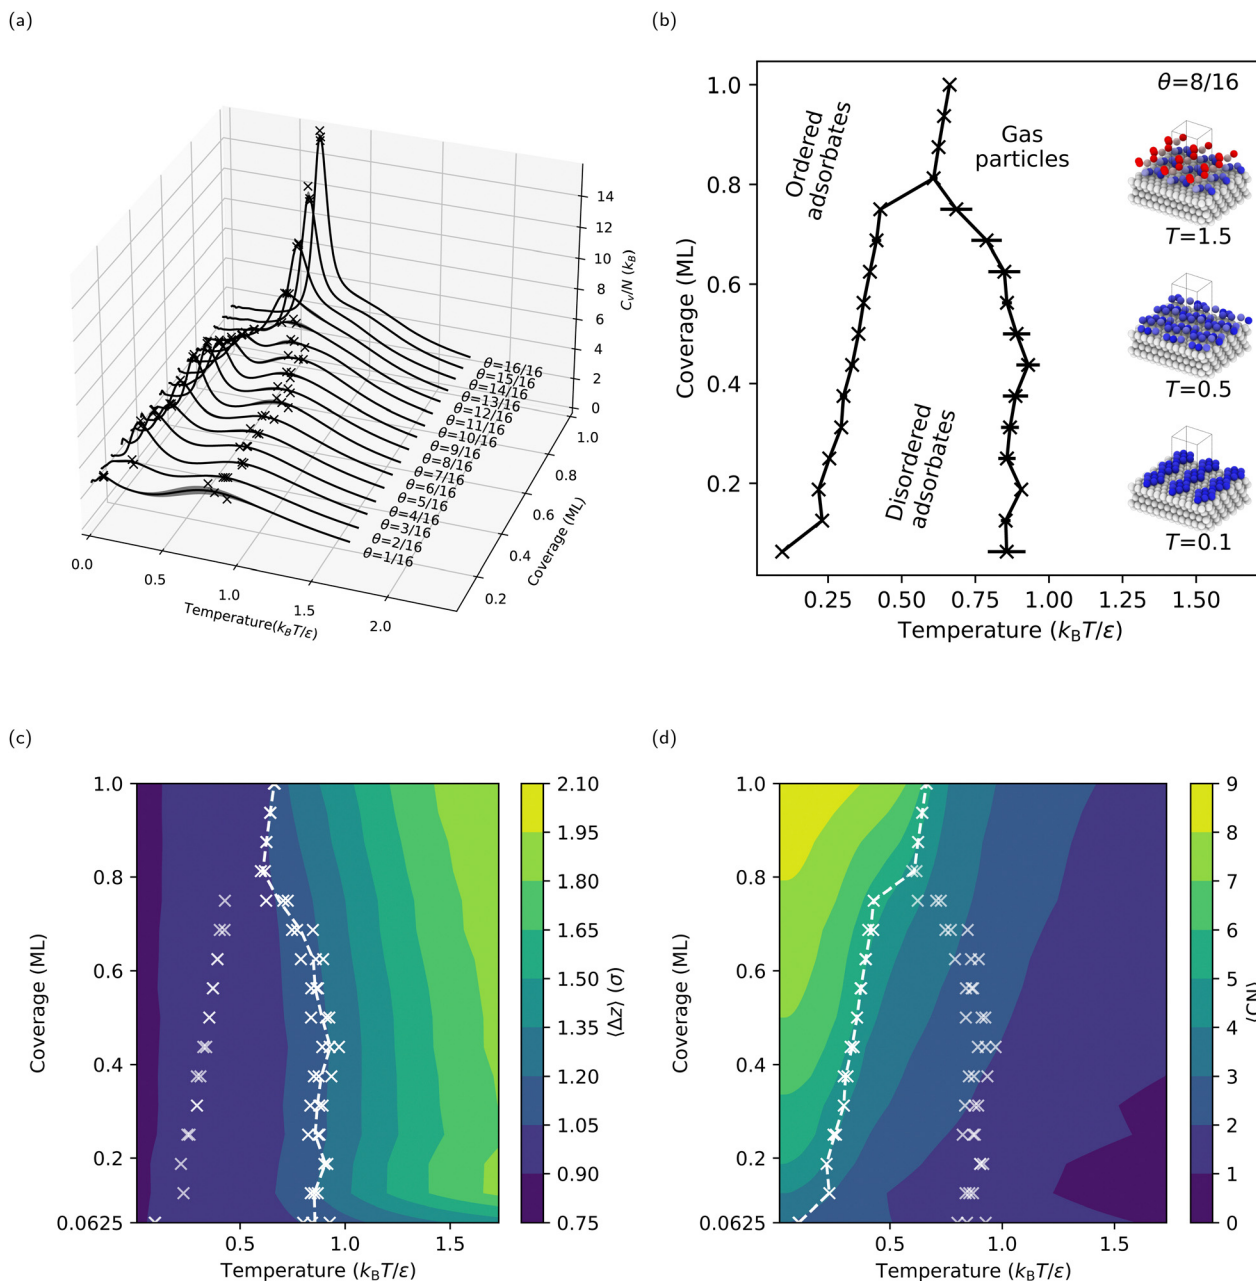 (a)
14
12
10
8
6
4
2
0
C_v/N (k_B)
θ=16/16
θ=15/16
θ=14/16
θ=13/16
θ=12/16
θ=11/16
θ=10/16
θ=9/16
θ=8/16
θ=7/16
θ=6/16
θ=5/16
θ=4/16
θ=3/16
θ=2/16
θ=1/16
1.0
0.8
0.6
0.4
0.2
Coverage (ML)
0.0
0.5
1.0
1.5
2.0
Temperature(k_BT/ε)
(b)
1.0
0.8
0.6
0.4
0.2
Coverage (ML)
Ordered
adsorbates
Gas
particles
Disordered
adsorbates
θ=8/16
T=1.5
T=0.5
T=0.1
0.25 0.50 0.75 1.00 1.25 1.50
Temperature (k_BT/ε)
(c)
1.0
0.8
0.6
0.4
0.2
0.0625
Coverage (ML)
0.5 1.0 1.5
Temperature (k_BT/ε)
2.10
1.95
1.80
1.65
1.50
1.35
1.20
1.05
0.90
0.75
⟨Δz⟩ (σ)
(d)
1.0
0.8
0.6
0.4
0.2
0.0625
Coverage (ML)
0.5 1.0 1.5
Temperature (k_BT/ε)
9
8
7
6
5
4
3
2
1
0
⟨CN⟩